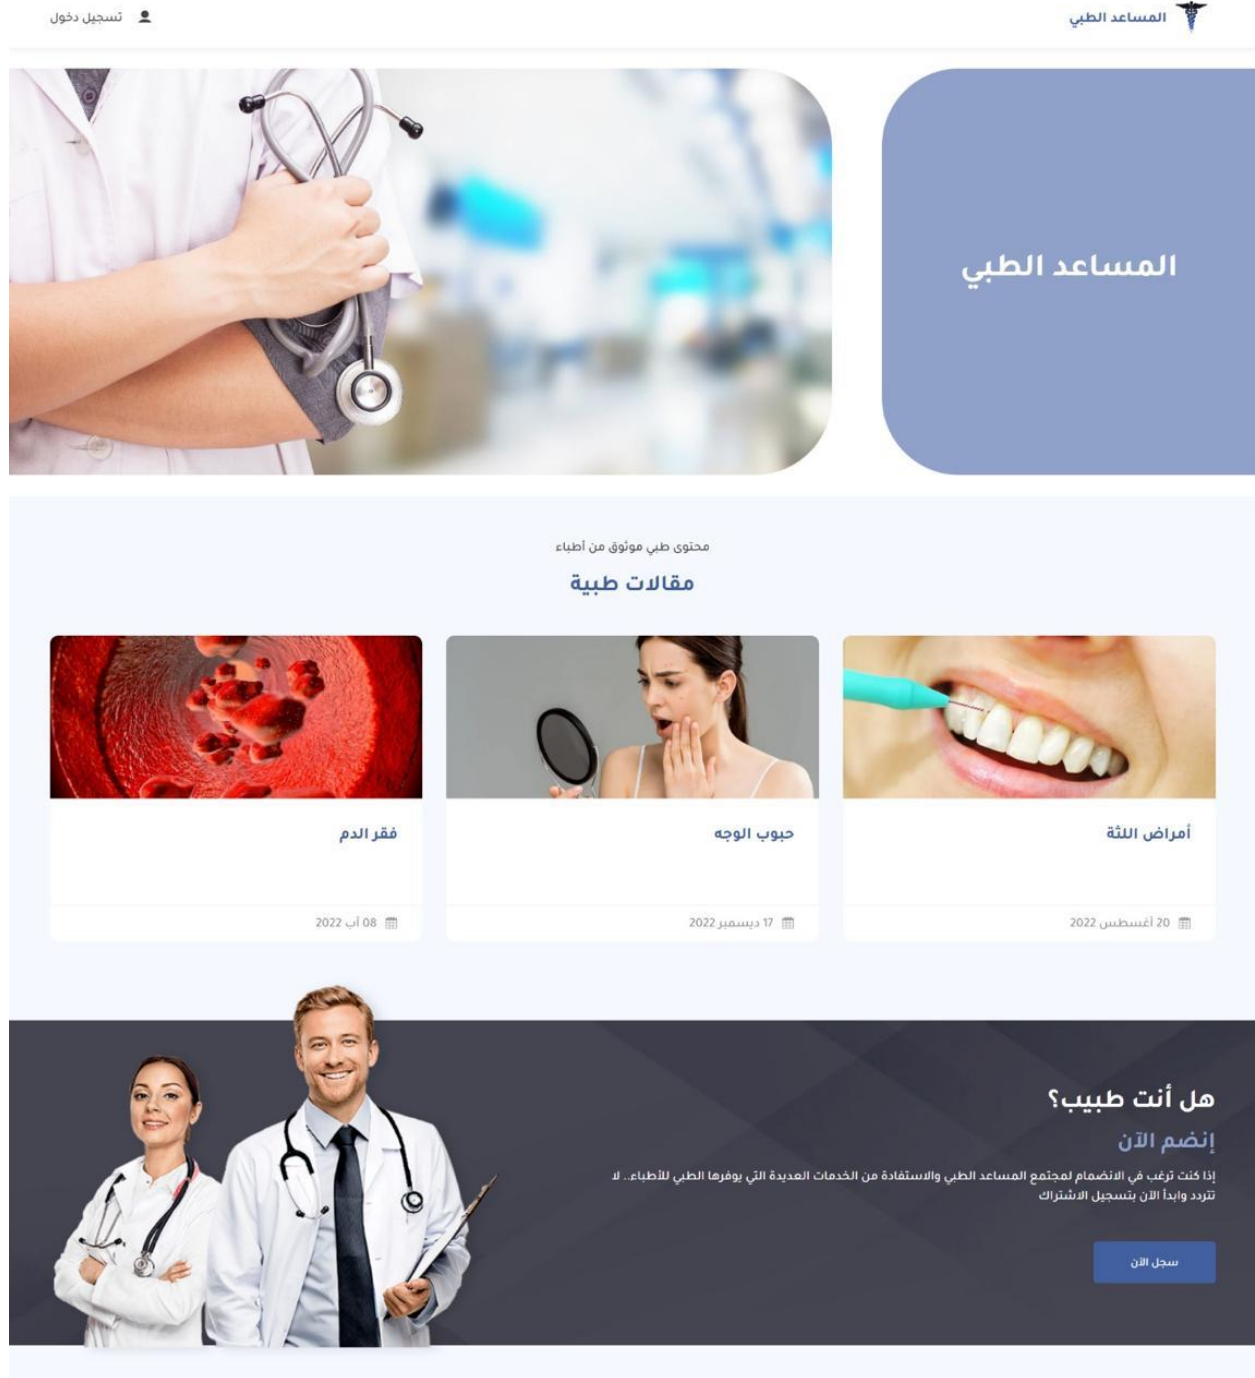 المساعد الطبي
تسجيل دخول
المساعد الطبي
محتوى طبي موثوق من أطباء
مقالات طبية
أمراض اللثة
20 أغسطس 2022
حبوب الوجه
17 ديسمبر 2022
فقر الدم
08 آب 2022
هل أنت طبيب؟
إنضم الآن
إذا كنت ترغب في الانضمام لمجتمع المساعد الطبي والاستفادة من الخدمات العديدة التي يوفرها الطبي للأطباء.. لا
تتردد وابدأ الآن بتسجيل الاشتراك
سجل الآن